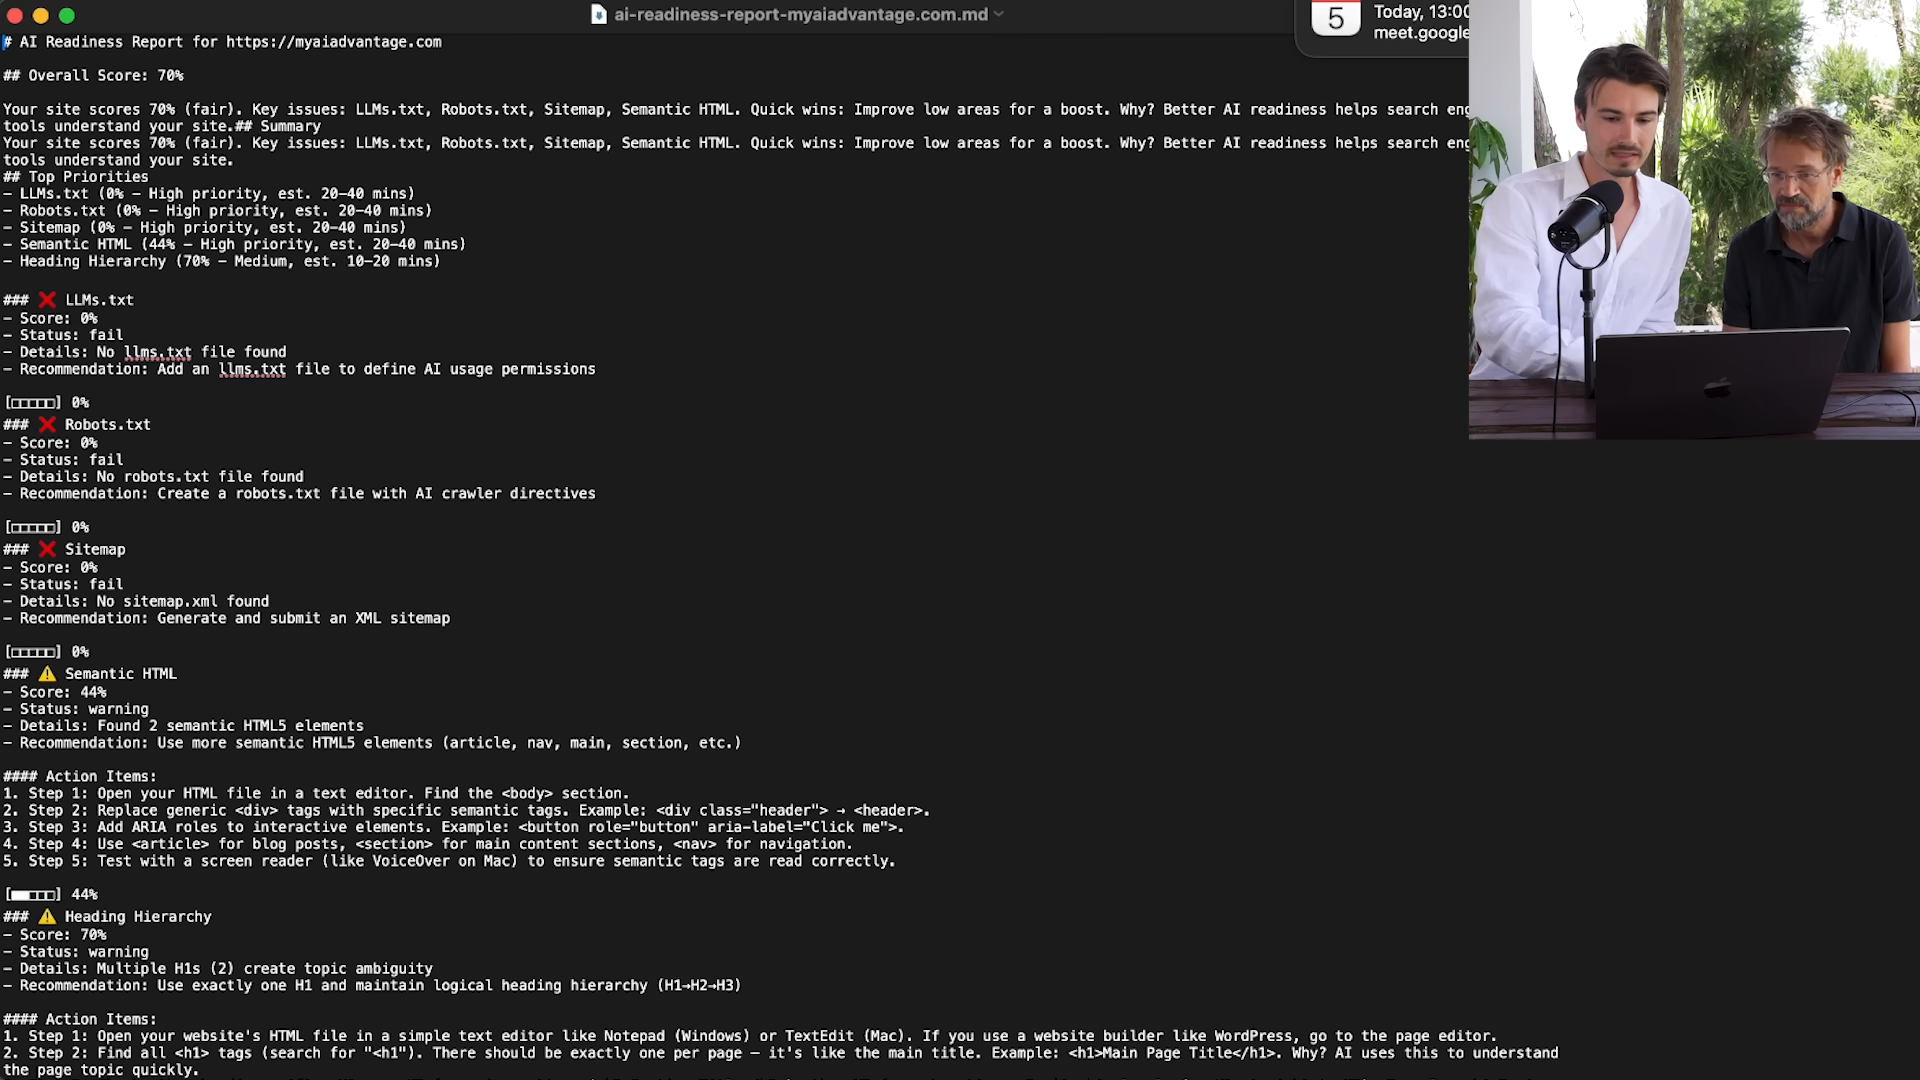 ai-readiness-report-myaiadvantage.com.md
5
Today, 13:00
meet.google
# AI Readiness Report for https://myaiadvantage.com
## Overall Score: 70%
Your site scores 70% (fair). Key issues: LLMs.txt, Robots.txt, Sitemap, Semantic HTML. Quick wins: Improve low areas for a boost. Why? Better AI readiness helps search eng
tools understand your site.## Summary
Your site scores 70% (fair). Key issues: LLMs.txt, Robots.txt, Sitemap, Semantic HTML. Quick wins: Improve low areas for a boost. Why? Better AI readiness helps search eng
tools understand your site.
## Top Priorities
- LLMs.txt (0% – High priority, est. 20–40 mins)
- Robots.txt (0% – High priority, est. 20–40 mins)
- Sitemap (0% – High priority, est. 20–40 mins)
- Semantic HTML (44% – High priority, est. 20–40 mins)
- Heading Hierarchy (70% – Medium, est. 10–20 mins)
### ❌ LLMs.txt
- Score: 0%
- Status: fail
- Details: No llms.txt file found
- Recommendation: Add an llms.txt file to define AI usage permissions
[□□□□□] 0%
### ❌ Robots.txt
- Score: 0%
- Status: fail
- Details: No robots.txt file found
- Recommendation: Create a robots.txt file with AI crawler directives
[□□□□□] 0%
### ❌ Sitemap
- Score: 0%
- Status: fail
- Details: No sitemap.xml found
- Recommendation: Generate and submit an XML sitemap
[□□□□□] 0%
### ⚠️ Semantic HTML
- Score: 44%
- Status: warning
- Details: Found 2 semantic HTML5 elements
- Recommendation: Use more semantic HTML5 elements (article, nav, main, section, etc.)
#### Action Items:
1. Step 1: Open your HTML file in a text editor. Find the <body> section.
2. Step 2: Replace generic <div> tags with specific semantic tags. Example: <div class="header"> → <header>.
3. Step 3: Add ARIA roles to interactive elements. Example: <button role="button" aria-label="Click me">.
4. Step 4: Use <article> for blog posts, <section> for main content sections, <nav> for navigation.
5. Step 5: Test with a screen reader (like VoiceOver on Mac) to ensure semantic tags are read correctly.
[■■□□□] 44%
### ⚠️ Heading Hierarchy
- Score: 70%
- Status: warning
- Details: Multiple H1s (2) create topic ambiguity
- Recommendation: Use exactly one H1 and maintain logical heading hierarchy (H1→H2→H3)
#### Action Items:
1. Step 1: Open your website's HTML file in a simple text editor like Notepad (Windows) or TextEdit (Mac). If you use a website builder like WordPress, go to the page editor.
2. Step 2: Find all <h1> tags (search for "<h1"). There should be exactly one per page – it's like the main title. Example: <h1>Main Page Title</h1>. Why? AI uses this to understand
the page topic quickly.